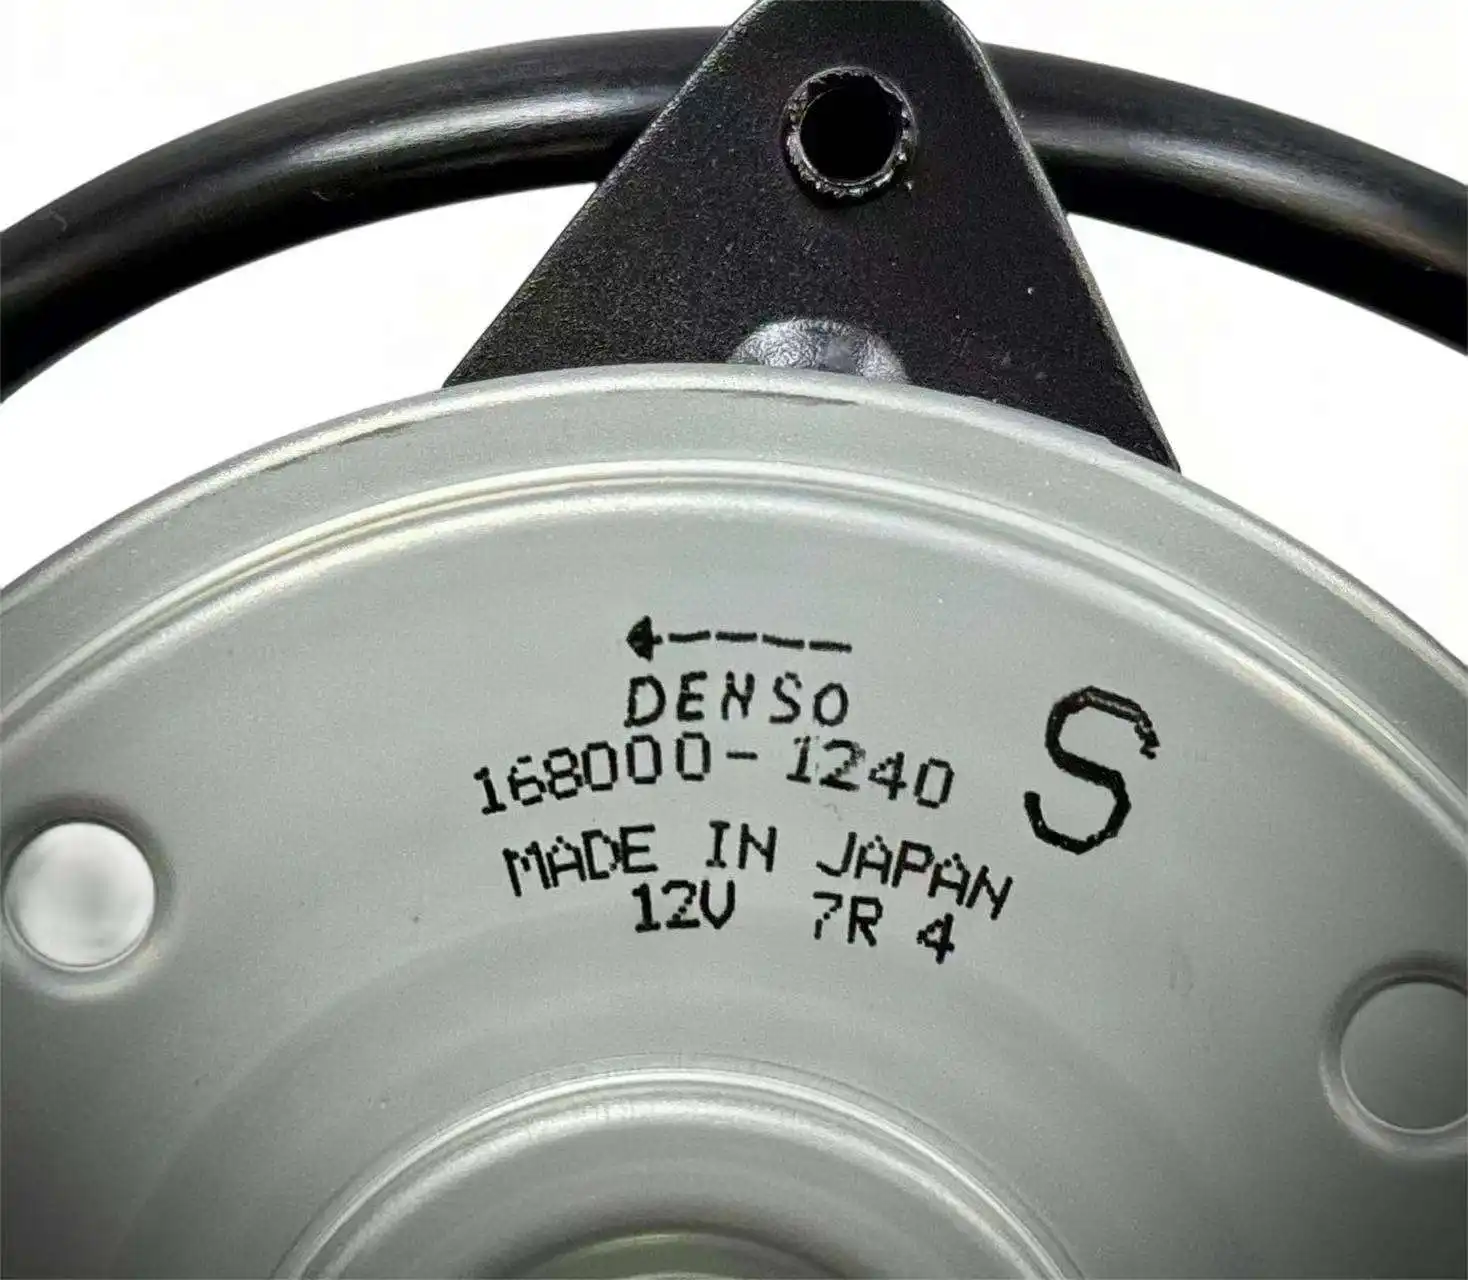 DENSO
S
168000-1240
MADE IN JAPAN
12V 7R 4